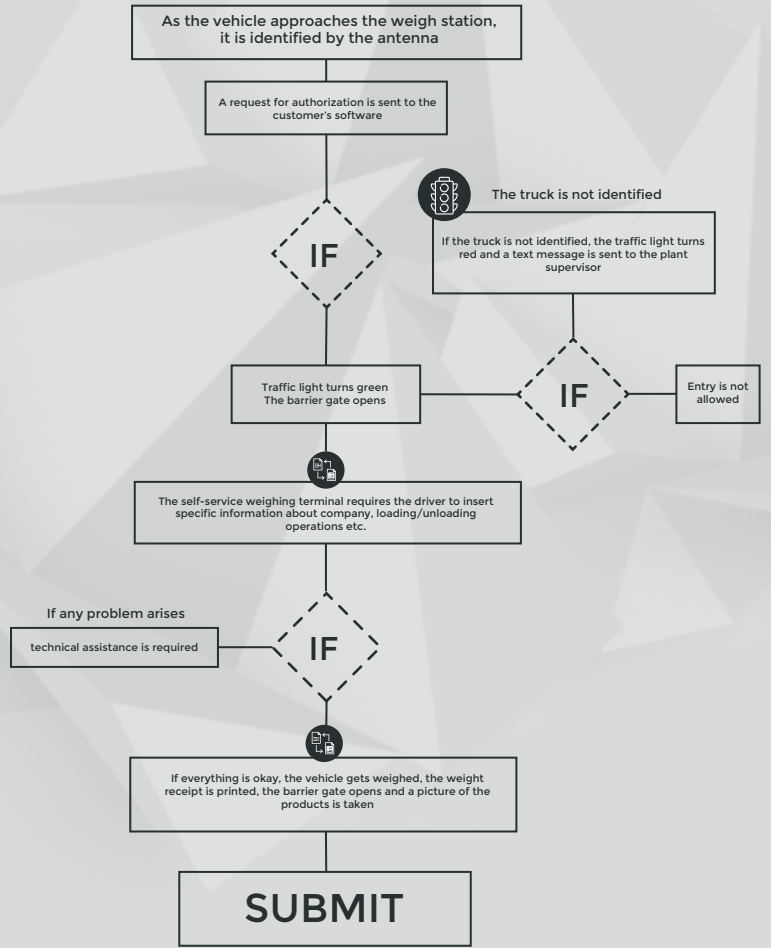 As the vehicle approaches the weigh station,
it is identified by the antenna
A request for authorization is sent to the
customer's software
IF
The truck is not identified
If the truck is not identified, the traffic light turns
red and a text message is sent to the plant
supervisor
Traffic light turns green
The barrier gate opens
IF
Entry is not
allowed
The self-service weighing terminal requires the driver to insert
specific information about company, loading/unloading
operations etc.
If any problem arises
technical assistance is required
IF
If everything is okay, the vehicle gets weighed, the weight
receipt is printed, the barrier gate opens and a picture of the
products is taken
SUBMIT